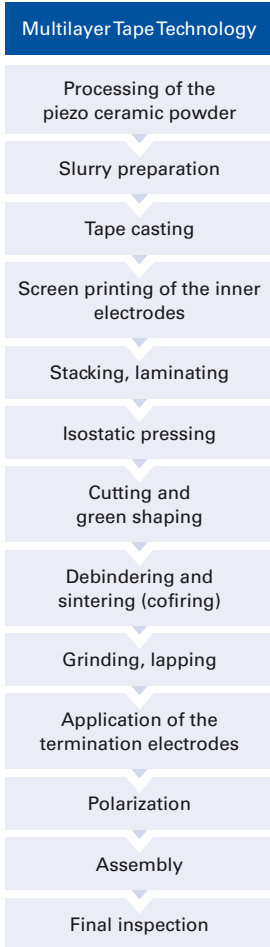 Multilayer Tape Technology
Processing of the
piezo ceramic powder
Slurry preparation
Tape casting
Screen printing of the inner
electrodes
Stacking, laminating
Isostatic pressing
Cutting and
green shaping
Debindering and
sintering (cofiring)
Grinding, lapping
Application of the
termination electrodes
Polarization
Assembly
Final inspection